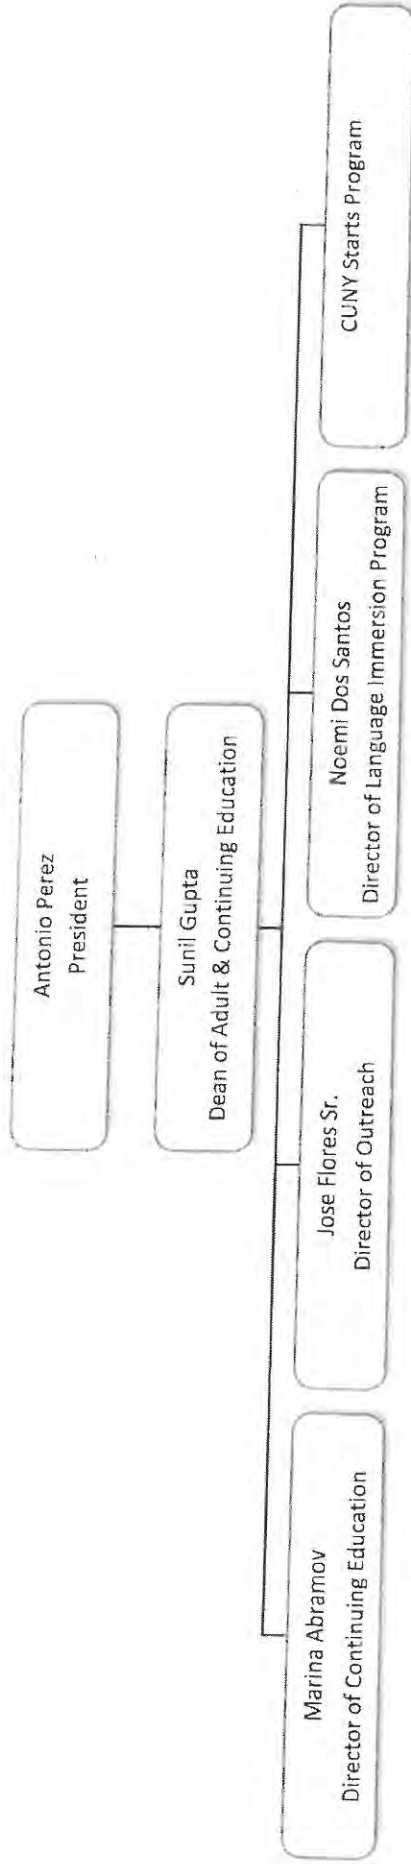 Antonio Perez
President
Sunil Gupta
Dean of Adult & Continuing Education
Marina Abramov
Director of Continuing Education
Jose Flores Sr.
Director of Outreach
Noemi Dos Santos
Director of Language Immersion Program
CUNY Starts Program